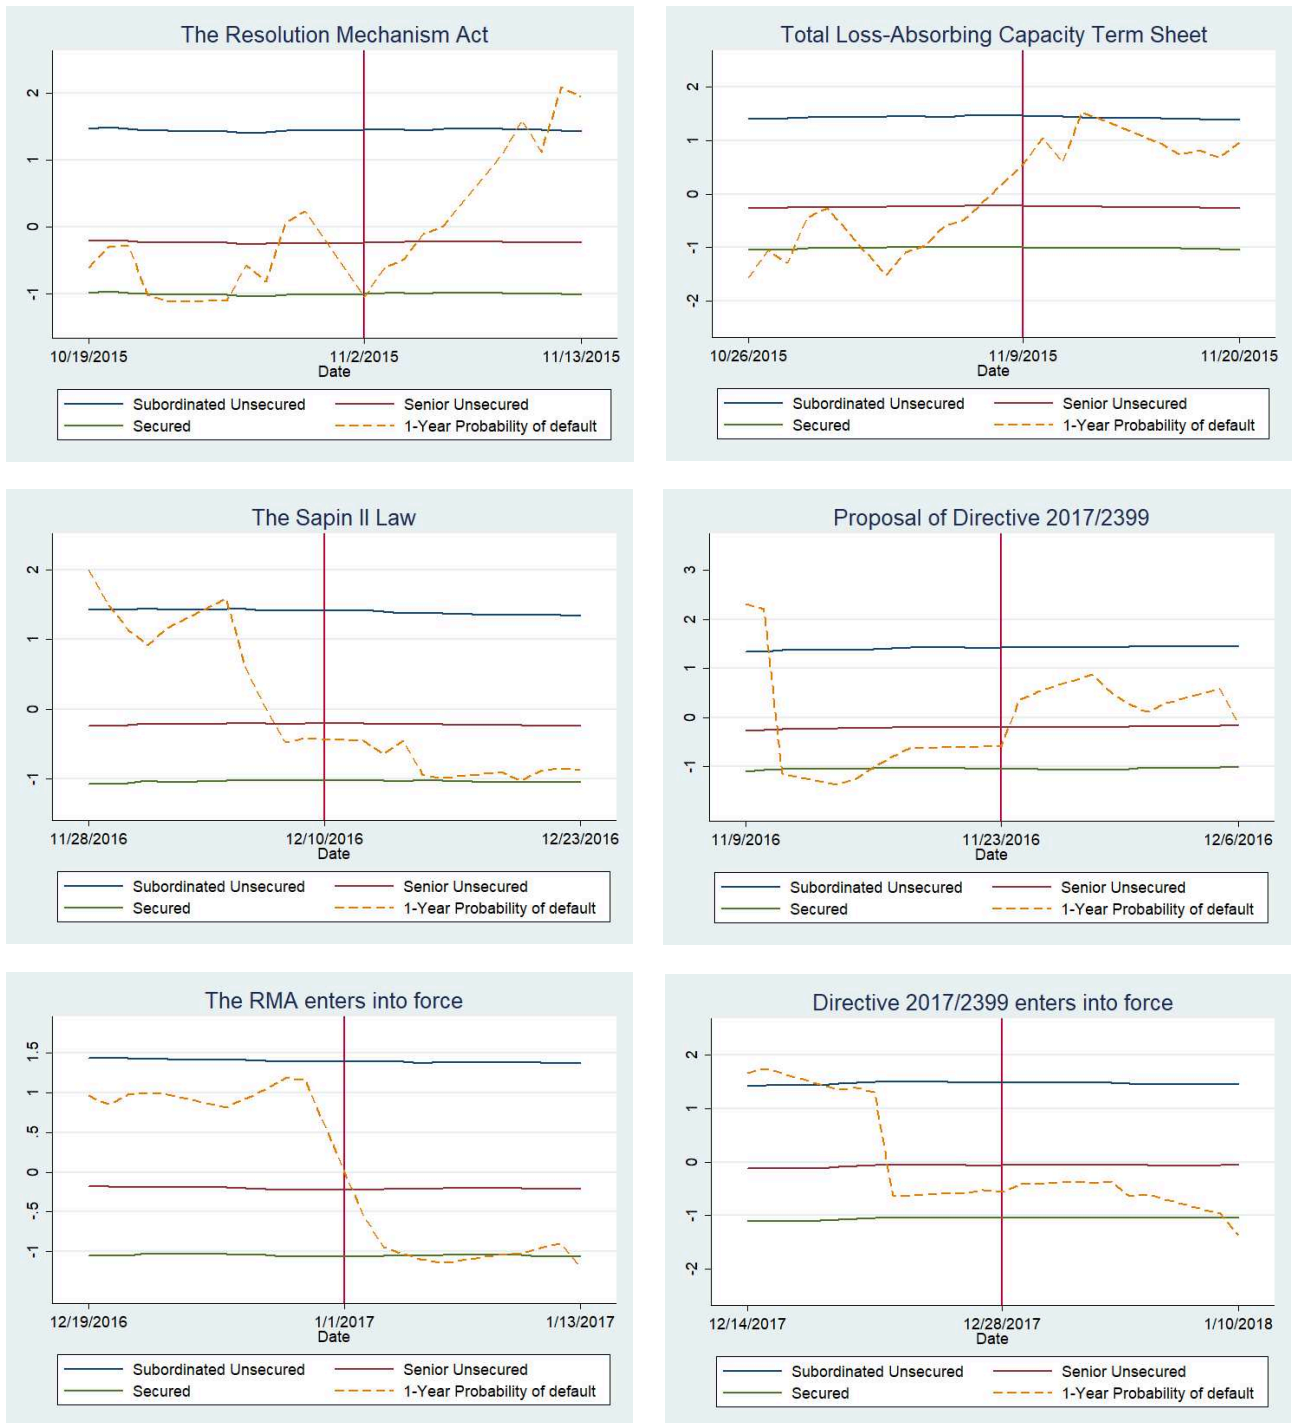 The Resolution Mechanism Act
2
1
0
-1
10/19/2015 11/2/2015 11/13/2015
Date
Subordinated Unsecured Senior Unsecured
Secured 1-Year Probability of default
Total Loss-Absorbing Capacity Term Sheet
2
1
0
-1
-2
10/26/2015 11/9/2015 11/20/2015
Date
Subordinated Unsecured Senior Unsecured
Secured 1-Year Probability of default
The Sapin II Law
2
1
0
-1
11/28/2016 12/10/2016 12/23/2016
Date
Subordinated Unsecured Senior Unsecured
Secured 1-Year Probability of default
Proposal of Directive 2017/2399
3
2
1
0
-1
11/9/2016 11/23/2016 12/6/2016
Date
Subordinated Unsecured Senior Unsecured
Secured 1-Year Probability of default
The RMA enters into force
1.5
1
.5
0
-.5
-1
12/19/2016 1/1/2017 1/13/2017
Date
Subordinated Unsecured Senior Unsecured
Secured 1-Year Probability of default
Directive 2017/2399 enters into force
2
1
0
-1
-2
12/14/2017 12/28/2017 1/10/2018
Date
Subordinated Unsecured Senior Unsecured
Secured 1-Year Probability of default